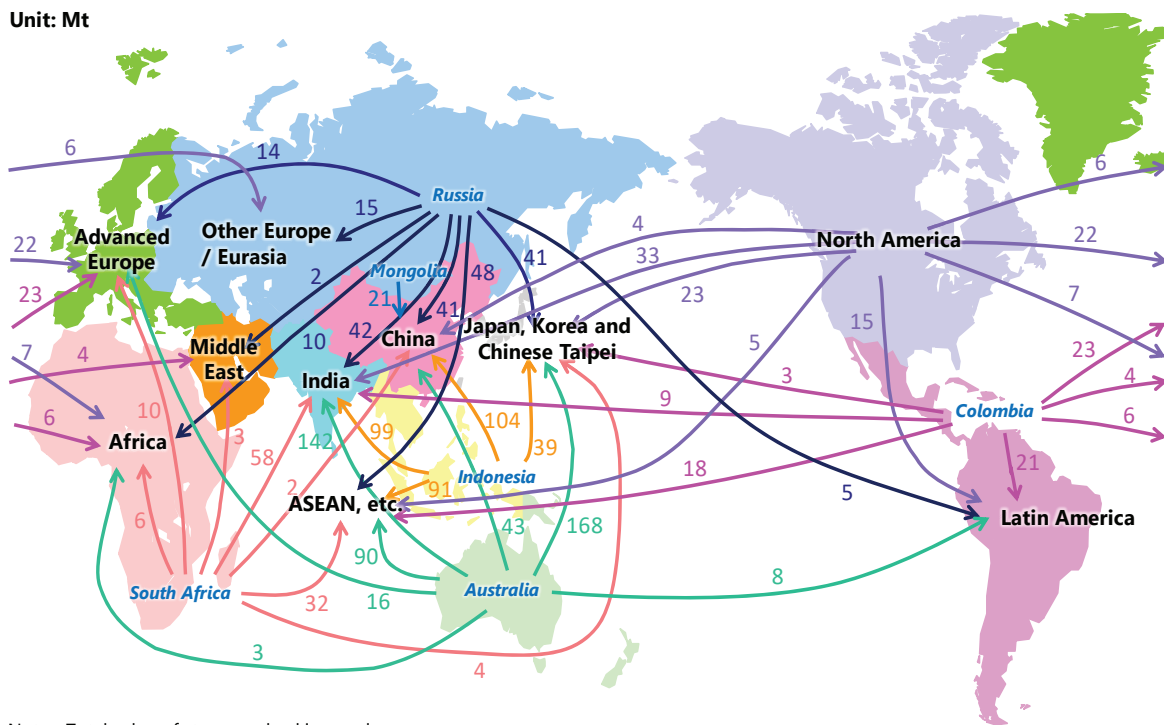 Unit: Mt
6
14
Russia
15
22
Advanced
Europe
Other Europe
/ Eurasia
4
North America
6
22
33
41
48
2
Mongolia
21
23
7
23
41
42
10
China
Japan, Korea and
Chinese Taipei
15
5
Middle
East
7
4
India
3
23
4
Colombia
9
6
6
10
3
Africa
142
99
104
39
58
18
21
2
Indonesia
91
5
ASEAN, etc.
Latin America
6
43
168
90
South Africa
32
16
Australia
8
3
4